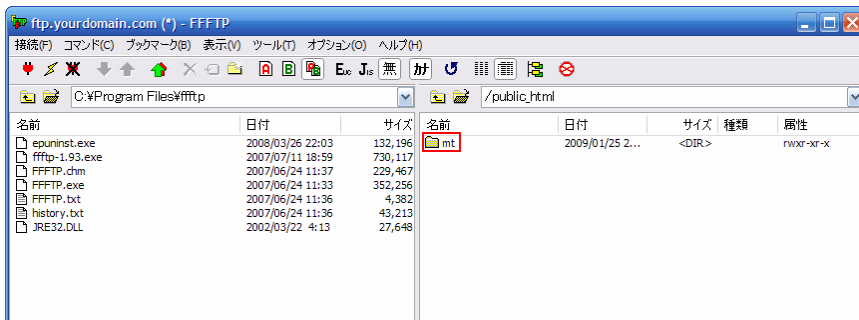 ftp.yourdomain.com (*) - FFFTP
接続(F) コマンド(C) ブックマーク(B) 表示(V) ツール(T) オプション(O) ヘルプ(H)
A B Euc Jis 無 カナ
C:¥Program Files¥ffftp
/public_html
名前 日付 サイズ
epuninst.exe 2008/03/26 22:03 132,196
ffftp-1.93.exe 2007/07/11 18:59 730,117
FFFTP.chm 2007/06/24 11:37 229,467
FFFTP.exe 2007/06/24 11:33 352,256
FFFTP.txt 2007/06/24 11:36 4,382
history.txt 2007/06/24 11:36 43,213
JRE32.DLL 2002/03/22 4:13 27,648
名前 日付 サイズ 種類 属性
mt 2009/01/25 2... <DIR> rwxr-xr-x